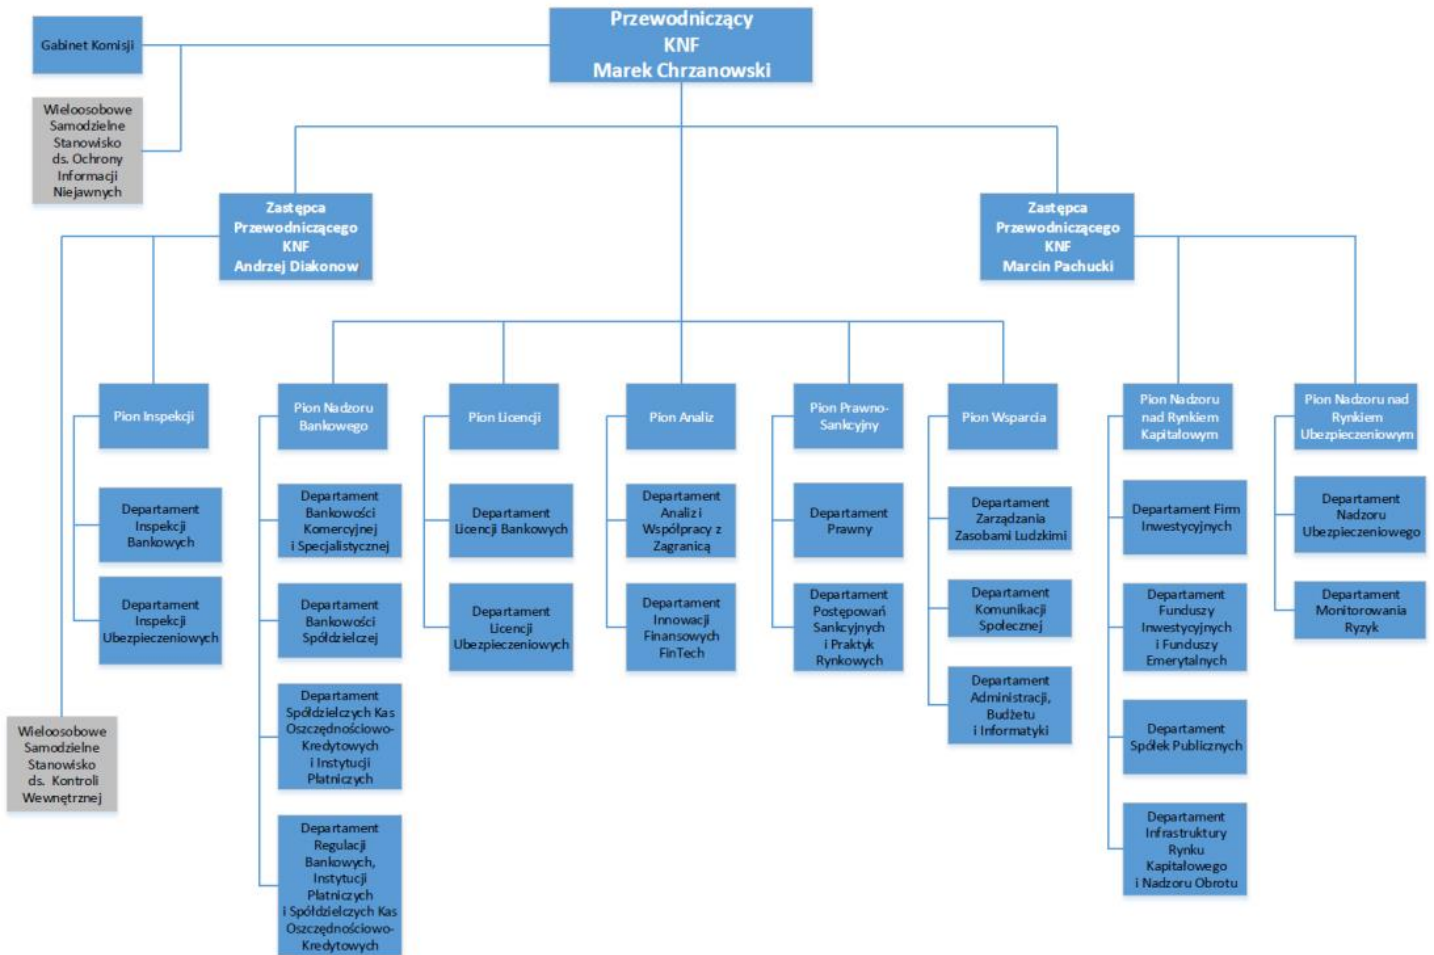 Przewodniczący
KNF
Marek Chrzanowski
Gabinet Komisji
Wieloosobowe
Samodzielne
Stanowisko
ds. Ochrony
Informacji
Niejawnych
Zastępca
Przewodniczącego
KNF
Andrzej Diakonow
Zastępca
Przewodniczącego
KNF
Marcin Pachucki
Pion Inspekcji
Departament
Inspekcji
Bankowych
Departament
Inspekcji
Ubezpieczeniowych
Wieloosobowe
Samodzielne
Stanowisko
ds. Kontroli
Wewnętrznej
Pion Nadzoru
Bankowego
Departament
Bankowości
Komercyjnej
i Specjalistycznej
Departament
Bankowości
Spółdzielczej
Departament
Spółdzielczych Kas
Oszczędnościowo-
Kredytowych
i Instytucji
Płatniczych
Departament
Regulacji
Bankowych,
Instytucji
Płatniczych
i Spółdzielczych Kas
Oszczędnościowo-
Kredytowych
Pion Licencji
Departament
Licencji Bankowych
Departament
Licencji
Ubezpieczeniowych
Pion Analiz
Departament
Analiz i
Współpracy z
Zagranicą
Departament
Innowacji
Finansowych
FinTech
Pion Prawno-
Sankcyjny
Departament
Prawny
Departament
Postępowań
Sankcyjnych
i Praktyk
Rynkowych
Pion Wsparcia
Departament
Zarządzania
Zasobami Ludzkimi
Departament
Komunikacji
Społecznej
Departament
Administracji,
Budżetu
i Informatyki
Pion Nadzoru
nad Rynkiem
Kapitałowym
Departament Firm
Inwestycyjnych
Departament
Funduszy
Inwestycyjnych
i Funduszy
Emerytalnych
Departament
Spółek Publicznych
Departament
Infrastruktury
Rynku
Kapitałowego
i Nadzoru Obrotu
Pion Nadzoru nad
Rynkiem
Ubezpieczeniowym
Departament
Nadzoru
Ubezpieczeniowego
Departament
Monitorowania
Ryzyk